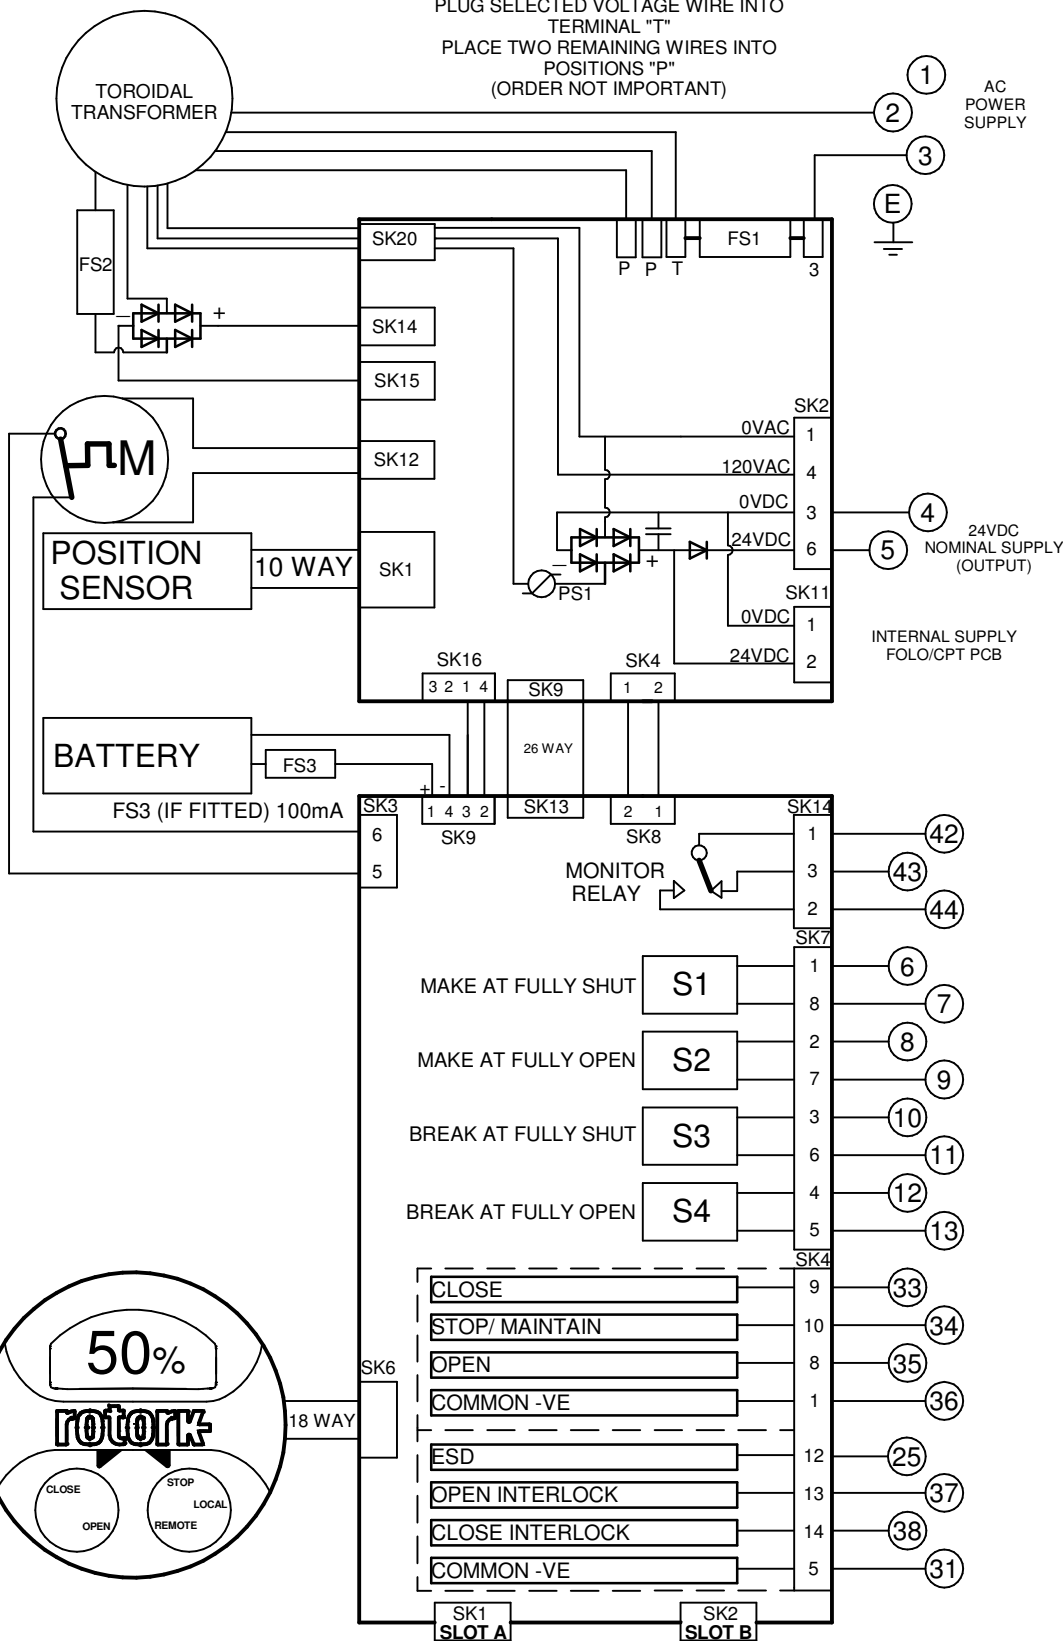 PLUG SELECTED VOLTAGE WIRE INTO
TERMINAL "T"
PLACE TWO REMAINING WIRES INTO
POSITIONS "P"
(ORDER NOT IMPORTANT)
TOROIDAL
TRANSFORMER
1
2
3
E
AC
POWER
SUPPLY
FS2
SK20
P P T
FS1
3
− +
SK14
SK15
SK12
M
POSITION
SENSOR
10 WAY
SK1
SK2
0VAC 1
120VAC 4
0VDC 3
24VDC 6
4
5
24VDC
NOMINAL SUPPLY
(OUTPUT)
− +
PS1
SK11
0VDC 1
24VDC 2
INTERNAL SUPPLY
FOLO/CPT PCB
SK16
3 2 1 4
SK9
SK4
1 2
26 WAY
BATTERY
FS3
FS3 (IF FITTED) 100mA
+ -
SK3
6
5
1 4 3 2
SK9
SK13
2 1
SK8
SK14
MONITOR
RELAY
1 42
3 43
2 44
SK7
MAKE AT FULLY SHUT S1
1 6
8 7
MAKE AT FULLY OPEN S2
2 8
7 9
BREAK AT FULLY SHUT S3
3 10
6 11
BREAK AT FULLY OPEN S4
4 12
5 13
SK4
CLOSE 9 33
STOP/ MAINTAIN 10 34
OPEN 8 35
COMMON -VE 1 36
ESD 12 25
OPEN INTERLOCK 13 37
CLOSE INTERLOCK 14 38
COMMON -VE 5 31
50%
rotork
CLOSE
OPEN
STOP
LOCAL
REMOTE
18 WAY
SK6
SK1
SLOT A
SK2
SLOT B